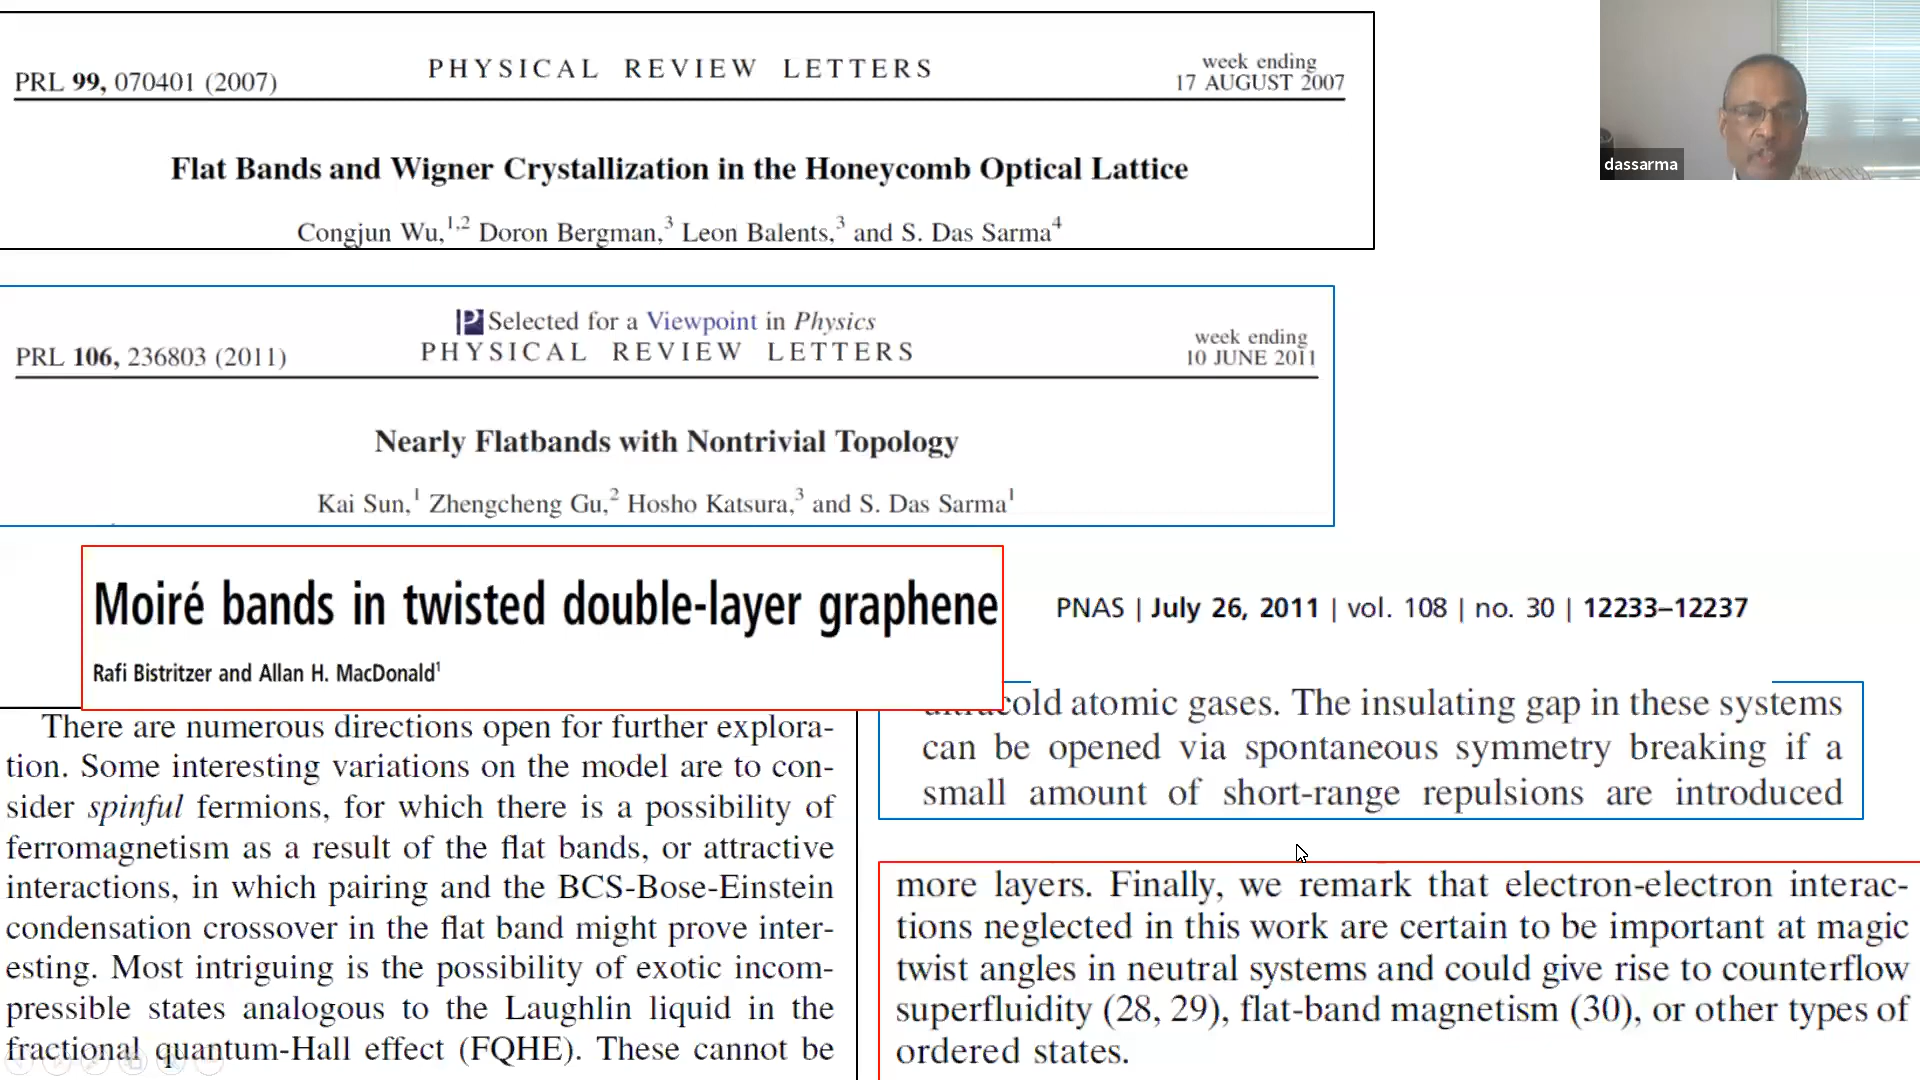 PHYSICAL REVIEW LETTERS
PRL 99, 070401 (2007)
week ending
17 AUGUST 2007
Flat Bands and Wigner Crystallization in the Honeycomb Optical Lattice
Congjun Wu,1,2 Doron Bergman,3 Leon Balents,3 and S. Das Sarma4
dassarma
Selected for a Viewpoint in Physics
PHYSICAL REVIEW LETTERS
PRL 106, 236803 (2011)
week ending
10 JUNE 2011
Nearly Flatbands with Nontrivial Topology
Kai Sun,1 Zhengcheng Gu,2 Hosho Katsura,3 and S. Das Sarma1
Moiré bands in twisted double-layer graphene
Rafi Bistritzer and Allan H. MacDonald1
PNAS | July 26, 2011 | vol. 108 | no. 30 | 12233–12237
There are numerous directions open for further explora-
tion. Some interesting variations on the model are to con-
sider spinful fermions, for which there is a possibility of
ferromagnetism as a result of the flat bands, or attractive
interactions, in which pairing and the BCS-Bose-Einstein
condensation crossover in the flat band might prove inter-
esting. Most intriguing is the possibility of exotic incom-
pressible states analogous to the Laughlin liquid in the
fractional quantum-Hall effect (FQHE). These cannot be
atomic gases. The insulating gap in these systems
can be opened via spontaneous symmetry breaking if a
small amount of short-range repulsions are introduced
more layers. Finally, we remark that electron-electron interac-
tions neglected in this work are certain to be important at magic
twist angles in neutral systems and could give rise to counterflow
superfluidity (28, 29), flat-band magnetism (30), or other types of
ordered states.